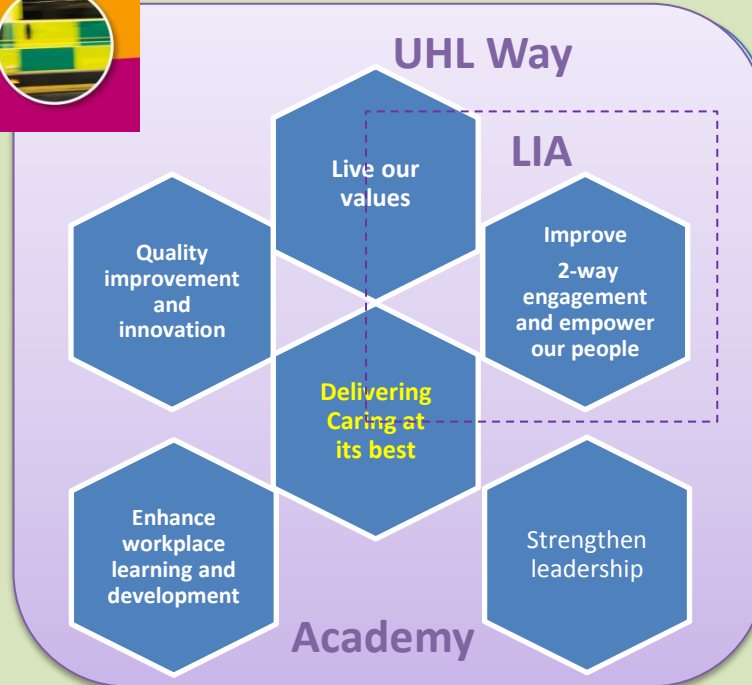 UHL Way
LIA
Live our
values
Quality
improvement
and
innovation
Improve
2-way
engagement
and empower
our people
Delivering
Caring at
its best
Enhance
workplace
learning and
development
Strengthen
leadership
Academy